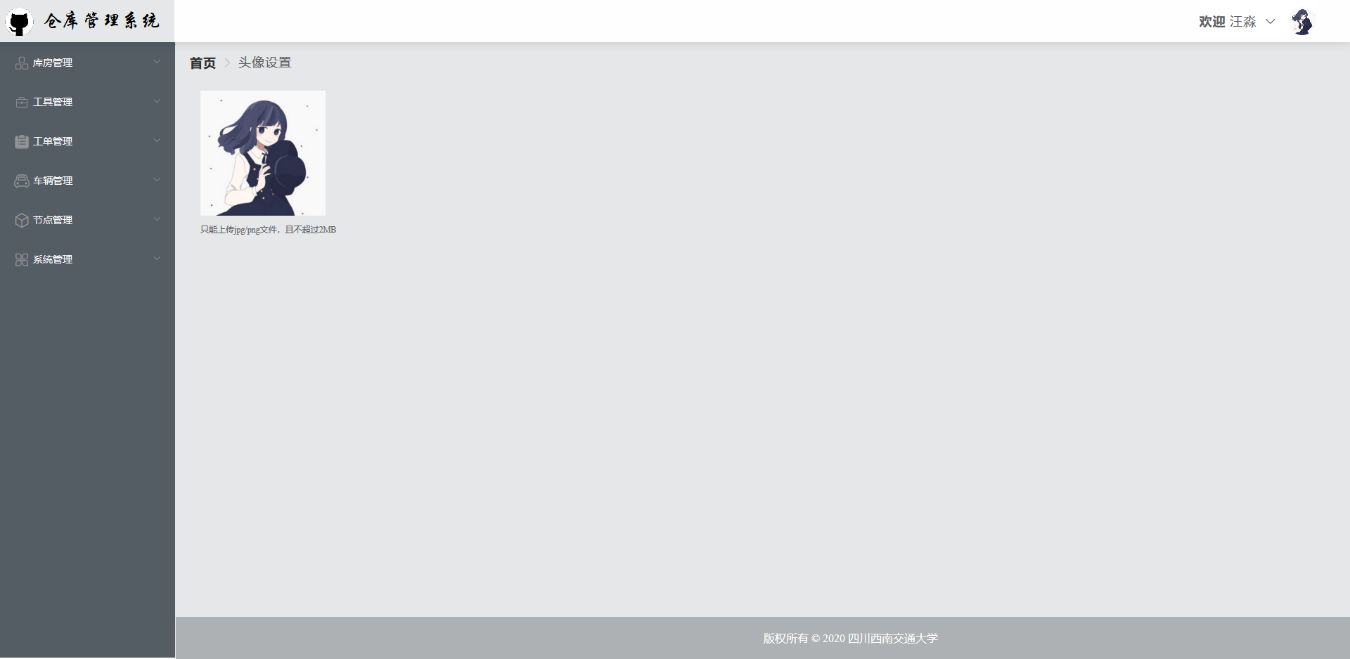 仓库管理系统
欢迎 汪淼
库房管理
工具管理
工单管理
车辆管理
节点管理
系统管理
首页 > 头像设置
只能上传jpg/png文件，且不超过2MB
版权所有 © 2020 四川西南交通大学